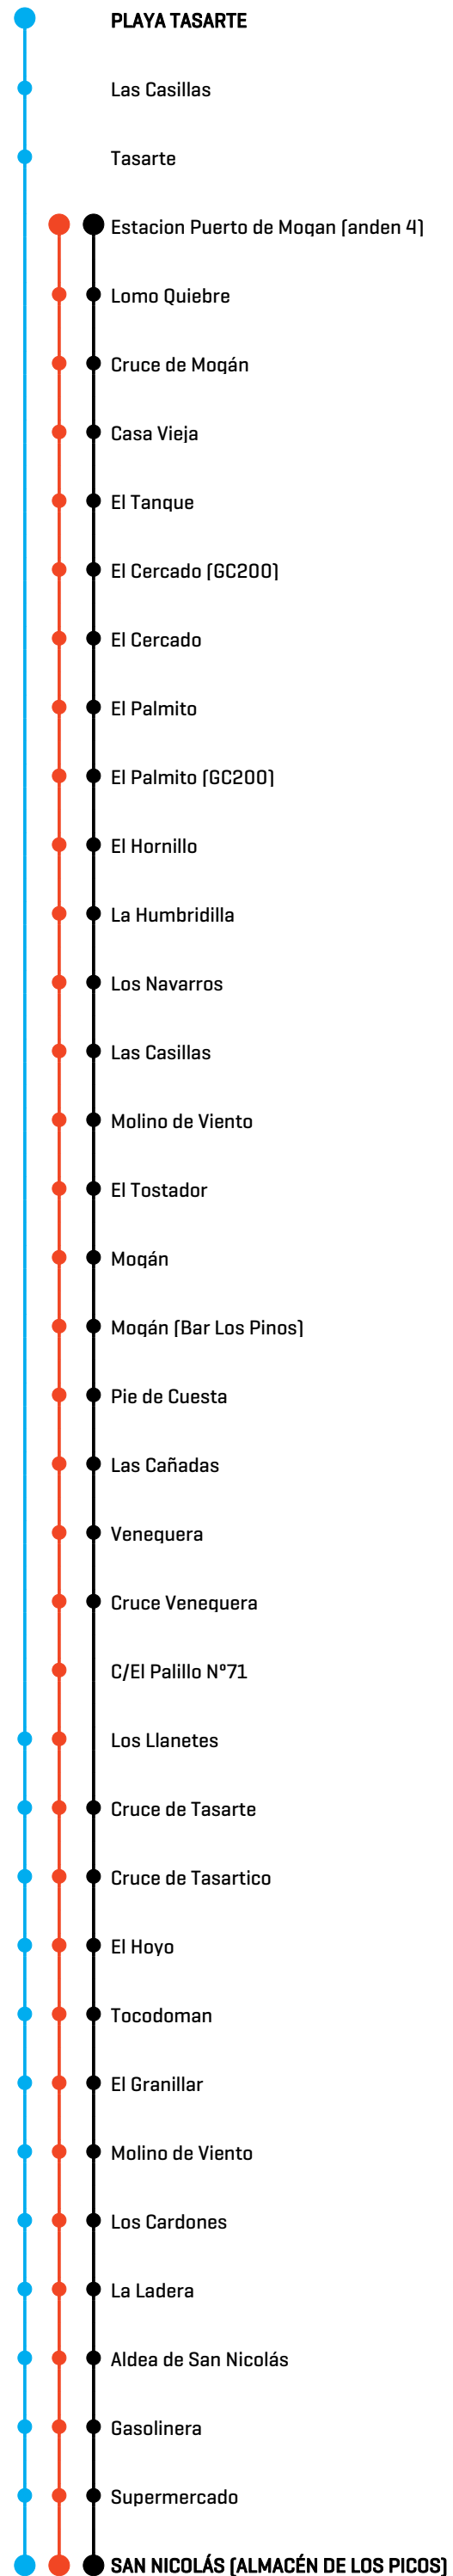 PLAYA TASARTE
Las Casillas
Tasarte
Estacion Puerto de Mogan (anden 4)
Lomo Quiebre
Cruce de Mogán
Casa Vieja
El Tanque
El Cercado (GC200)
El Cercado
El Palmito
El Palmito (GC200)
El Hornillo
La Humbridilla
Los Navarros
Las Casillas
Molino de Viento
El Tostador
Mogán
Mogán (Bar Los Pinos)
Pie de Cuesta
Las Cañadas
Veneguera
Cruce Veneguera
C/El Palillo Nº71
Los Llanetes
Cruce de Tasarte
Cruce de Tasartico
El Hoyo
Tocodoman
El Granillar
Molino de Viento
Los Cardones
La Ladera
Aldea de San Nicolás
Gasolinera
Supermercado
SAN NICOLÁS (ALMACÉN DE LOS PICOS)